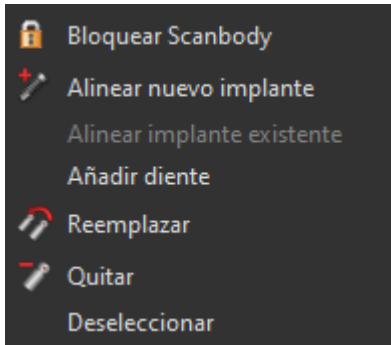 Bloquear Scanbody
Alinear nuevo implante
Alinear implante existente
Añadir diente
Reemplazar
Quitar
Deseleccionar